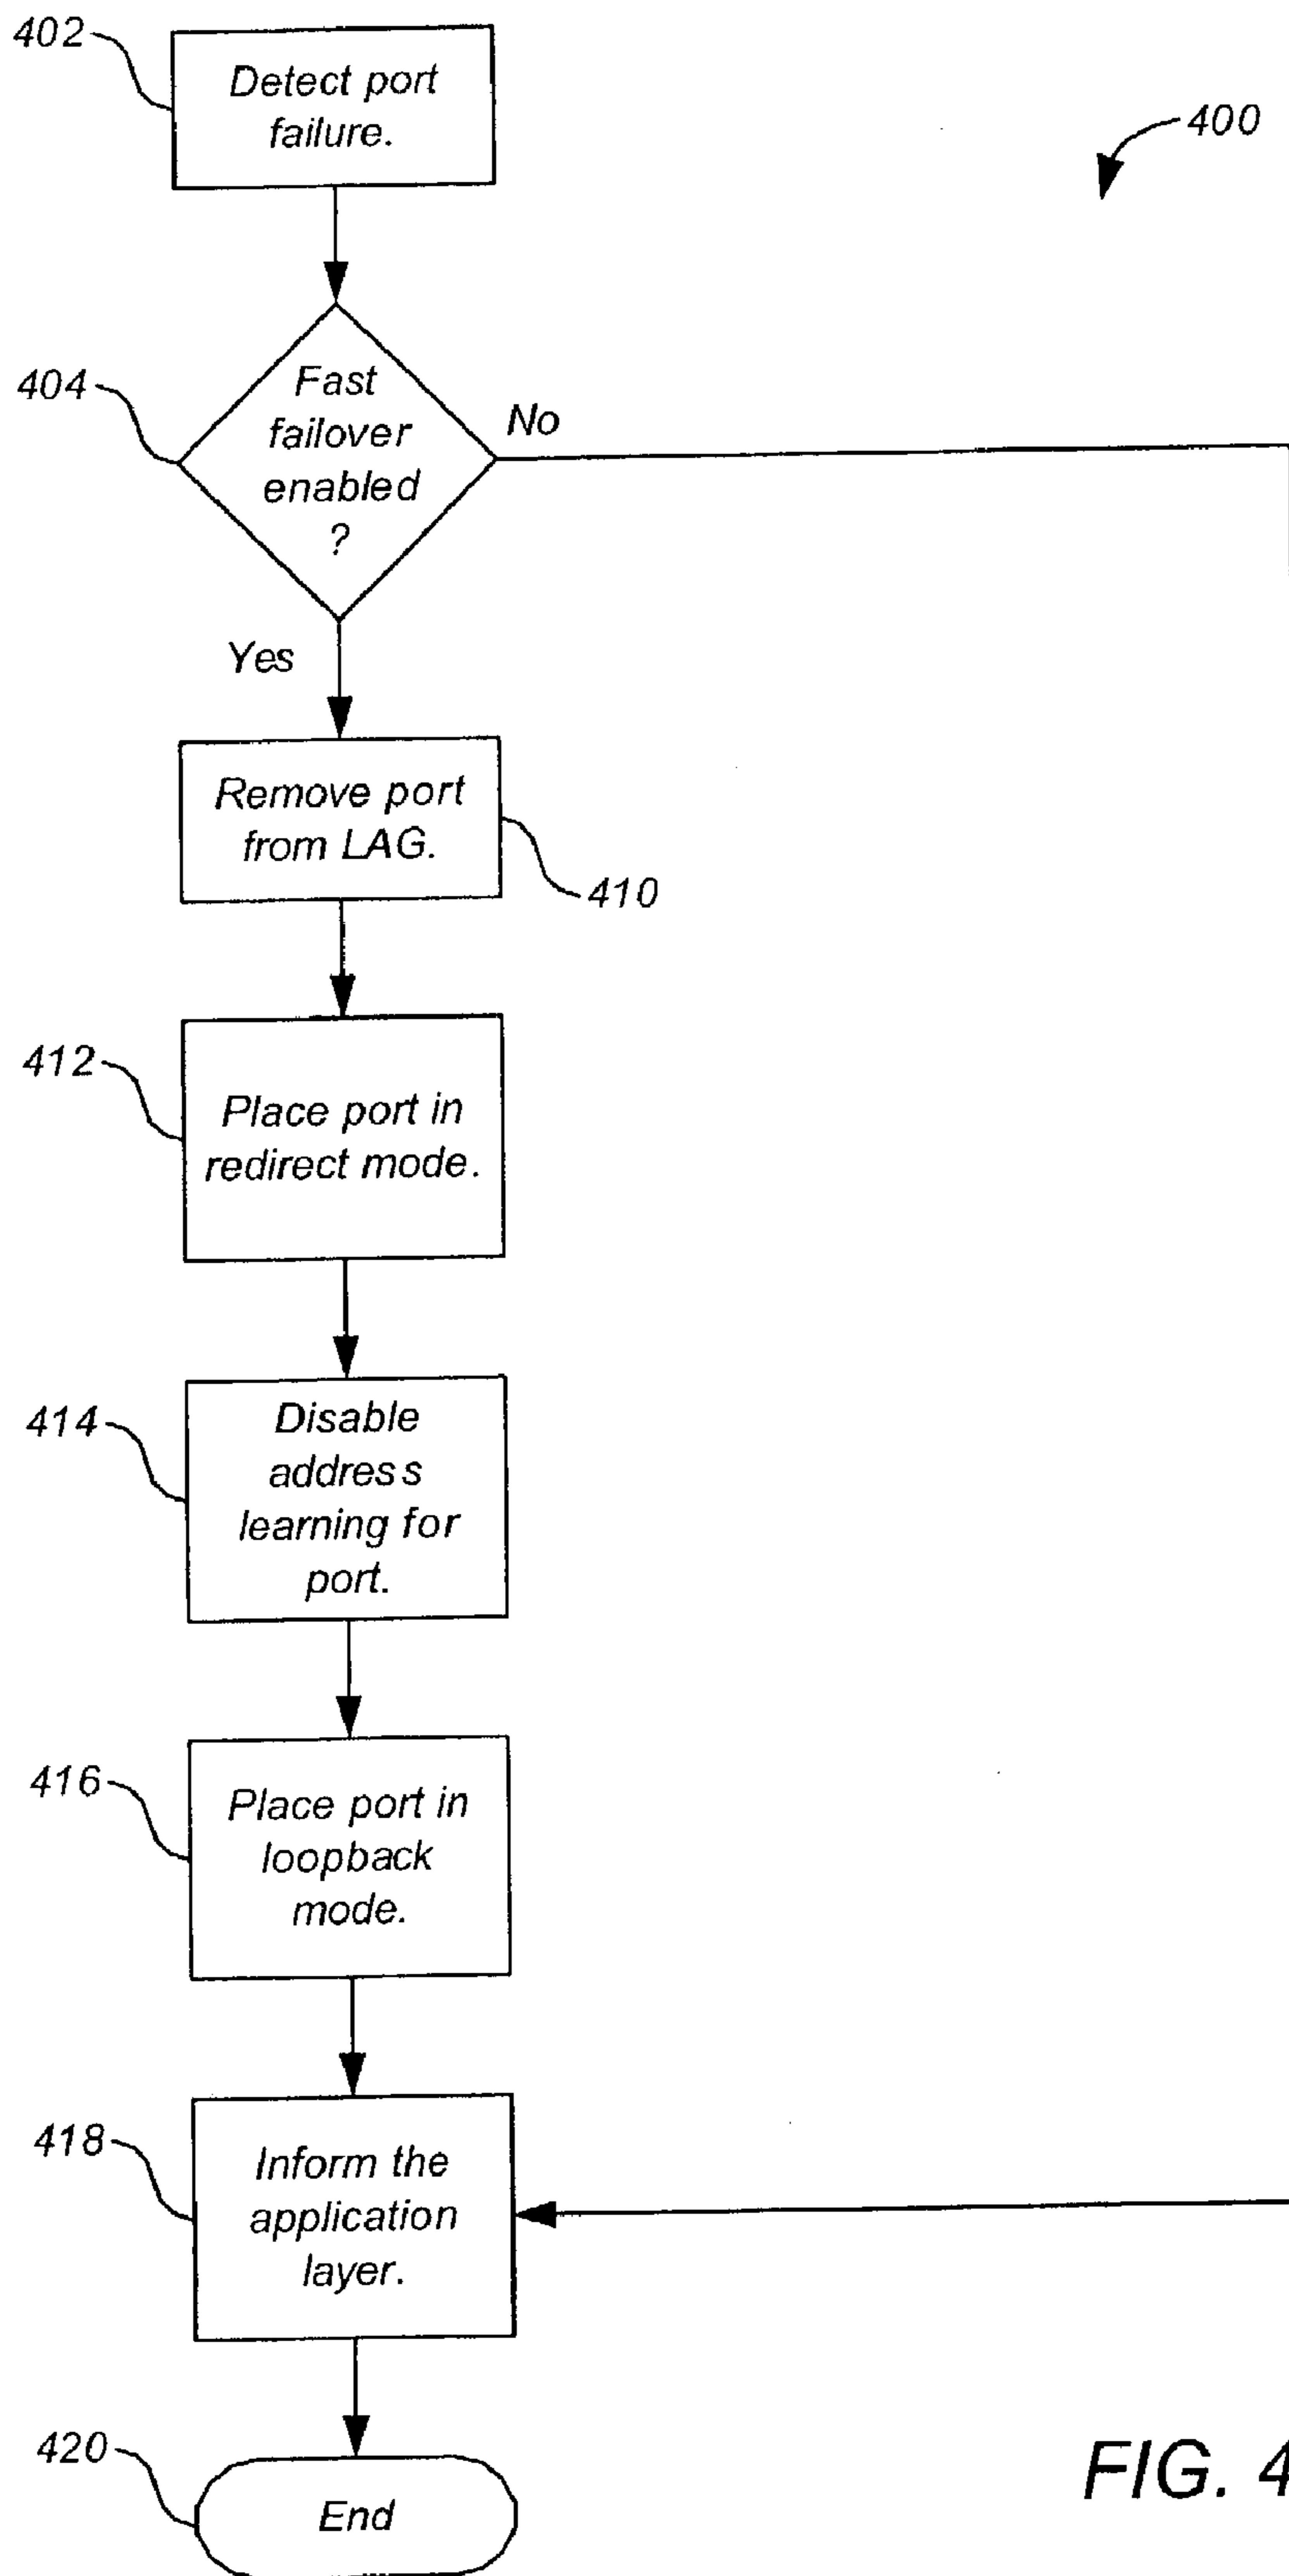 402
Detect port
failure.
400
404
Fast
failover
enabled
?
No
Yes
Remove port
from LAG.
410
412
Place port in
redirect mode.
414
Disable
address
learning for
port.
416
Place port in
loopback
mode.
418
Inform the
application
layer.
420
End
FIG. 4